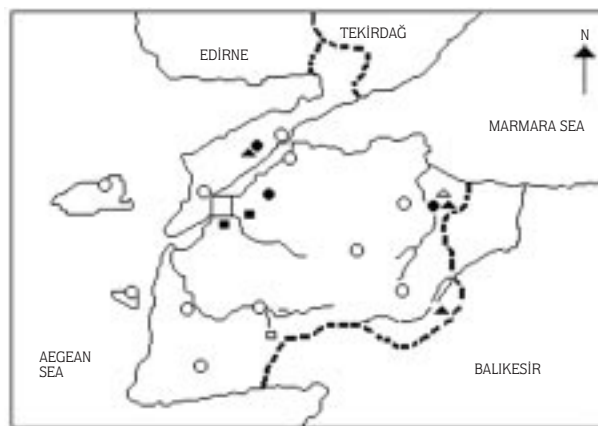 TEKİRDAĞ
EDİRNE
N
MARMARA SEA
AEGEAN
SEA
BALIKESİR